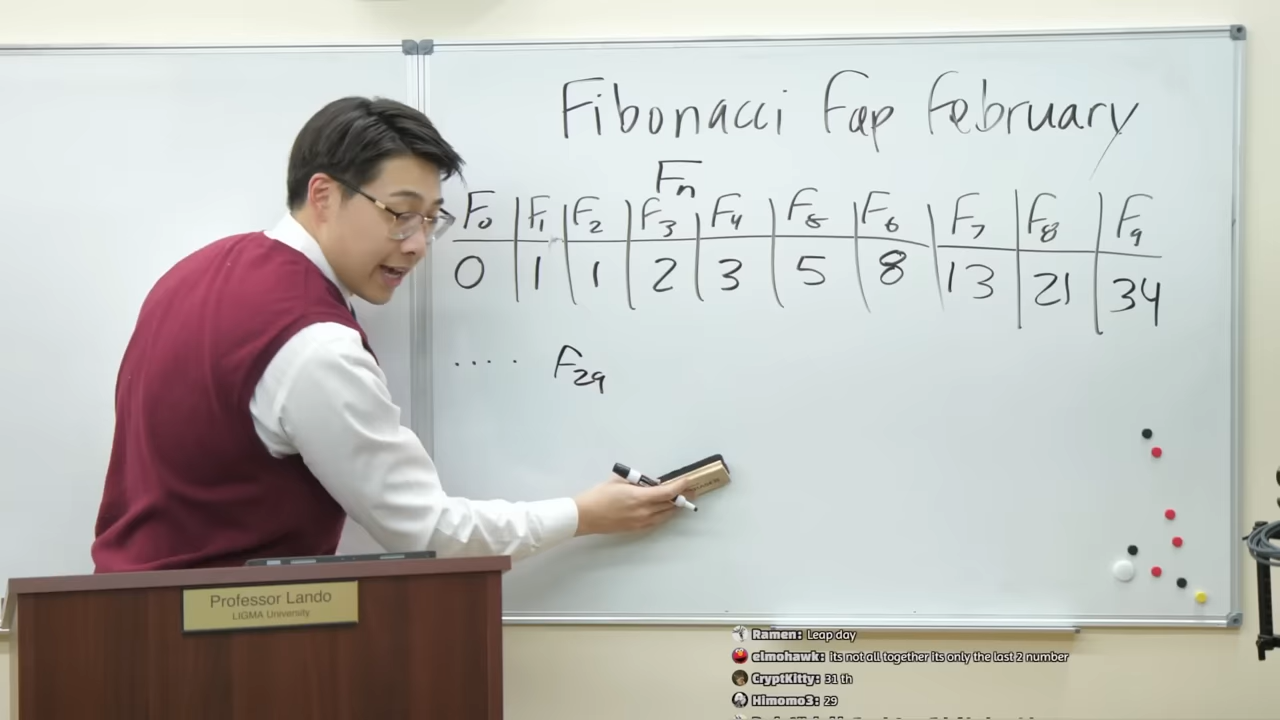 Fibonacci Fap February
Fn
F0 F1 F2 F3 F4 F5 F6 F7 F8 F9
0 1 1 2 3 5 8 13 21 34
.... F29
Professor Lando
LIGMA University
Ramen: Leap day
elmohawk: its not all together its only the last 2 number
CryptKitty: 31 th
Himomo3: 29